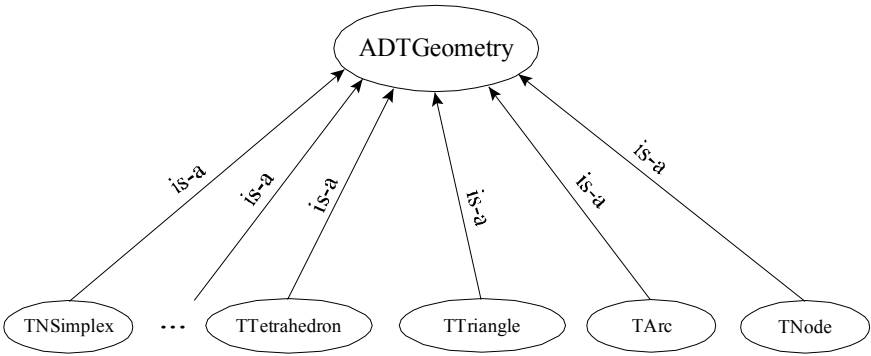 ADTGeometry
is-a
is-a
is-a
is-a
is-a
is-a
TNSimplex ... TTetrahedron TTriangle TArc TNode